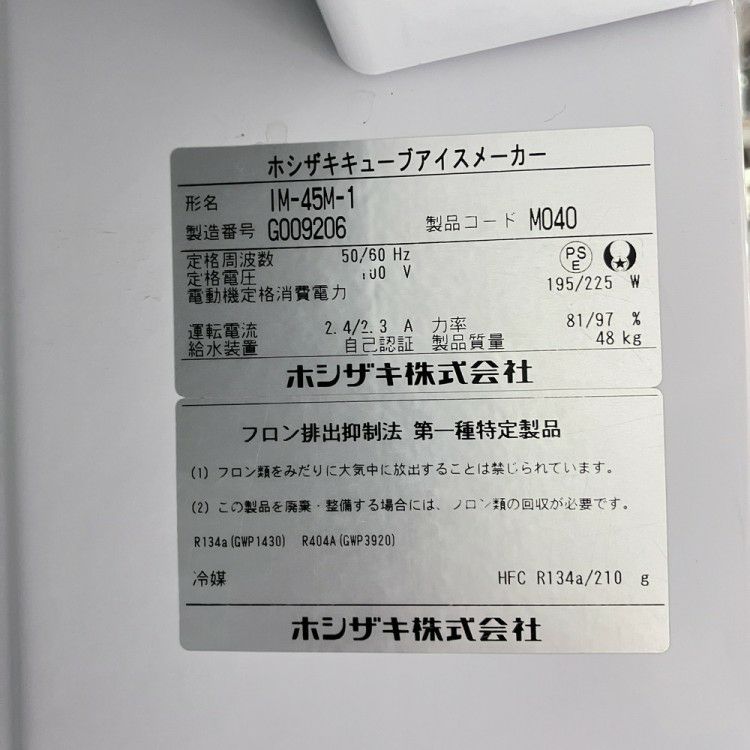 ホシザキキューブアイスメーカー
形名 IM-45M-1
製造番号 G009206 製品コード M040
定格周波数 50/60 Hz
定格電圧 100 V
PSE
電動機定格消費電力 195/225 W
運転電流 2.4/2.3 A 力率 81/97 %
給水装置 自己認証 製品質量 48 kg
ホシザキ株式会社
フロン排出抑制法 第一種特定製品
(1) フロン類をみだりに大気中に放出することは禁じられています。
(2) この製品を廃棄・整備する場合には、フロン類の回収が必要です。
R134a(GWP1430) R404A(GWP3920)
冷媒 HFC R134a/210 g
ホシザキ株式会社